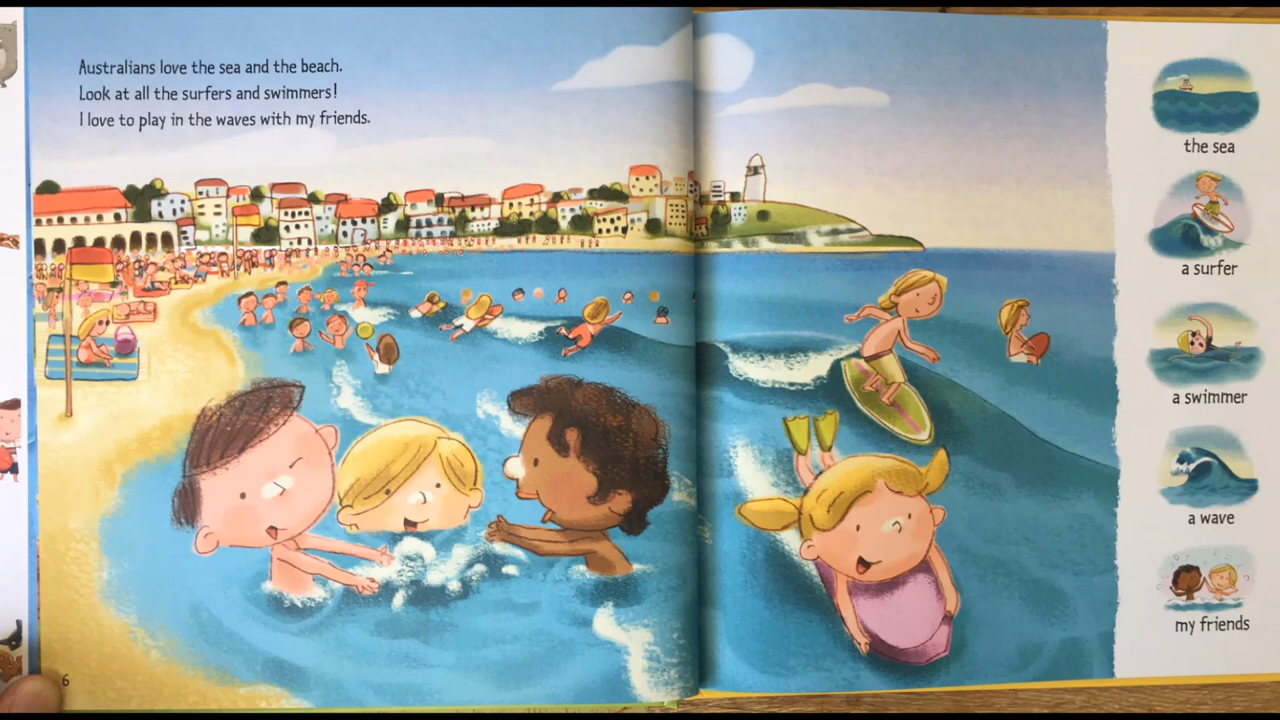 Australians love the sea and the beach.
Look at all the surfers and swimmers!
I love to play in the waves with my friends.
the sea
a surfer
a swimmer
a wave
my friends
6